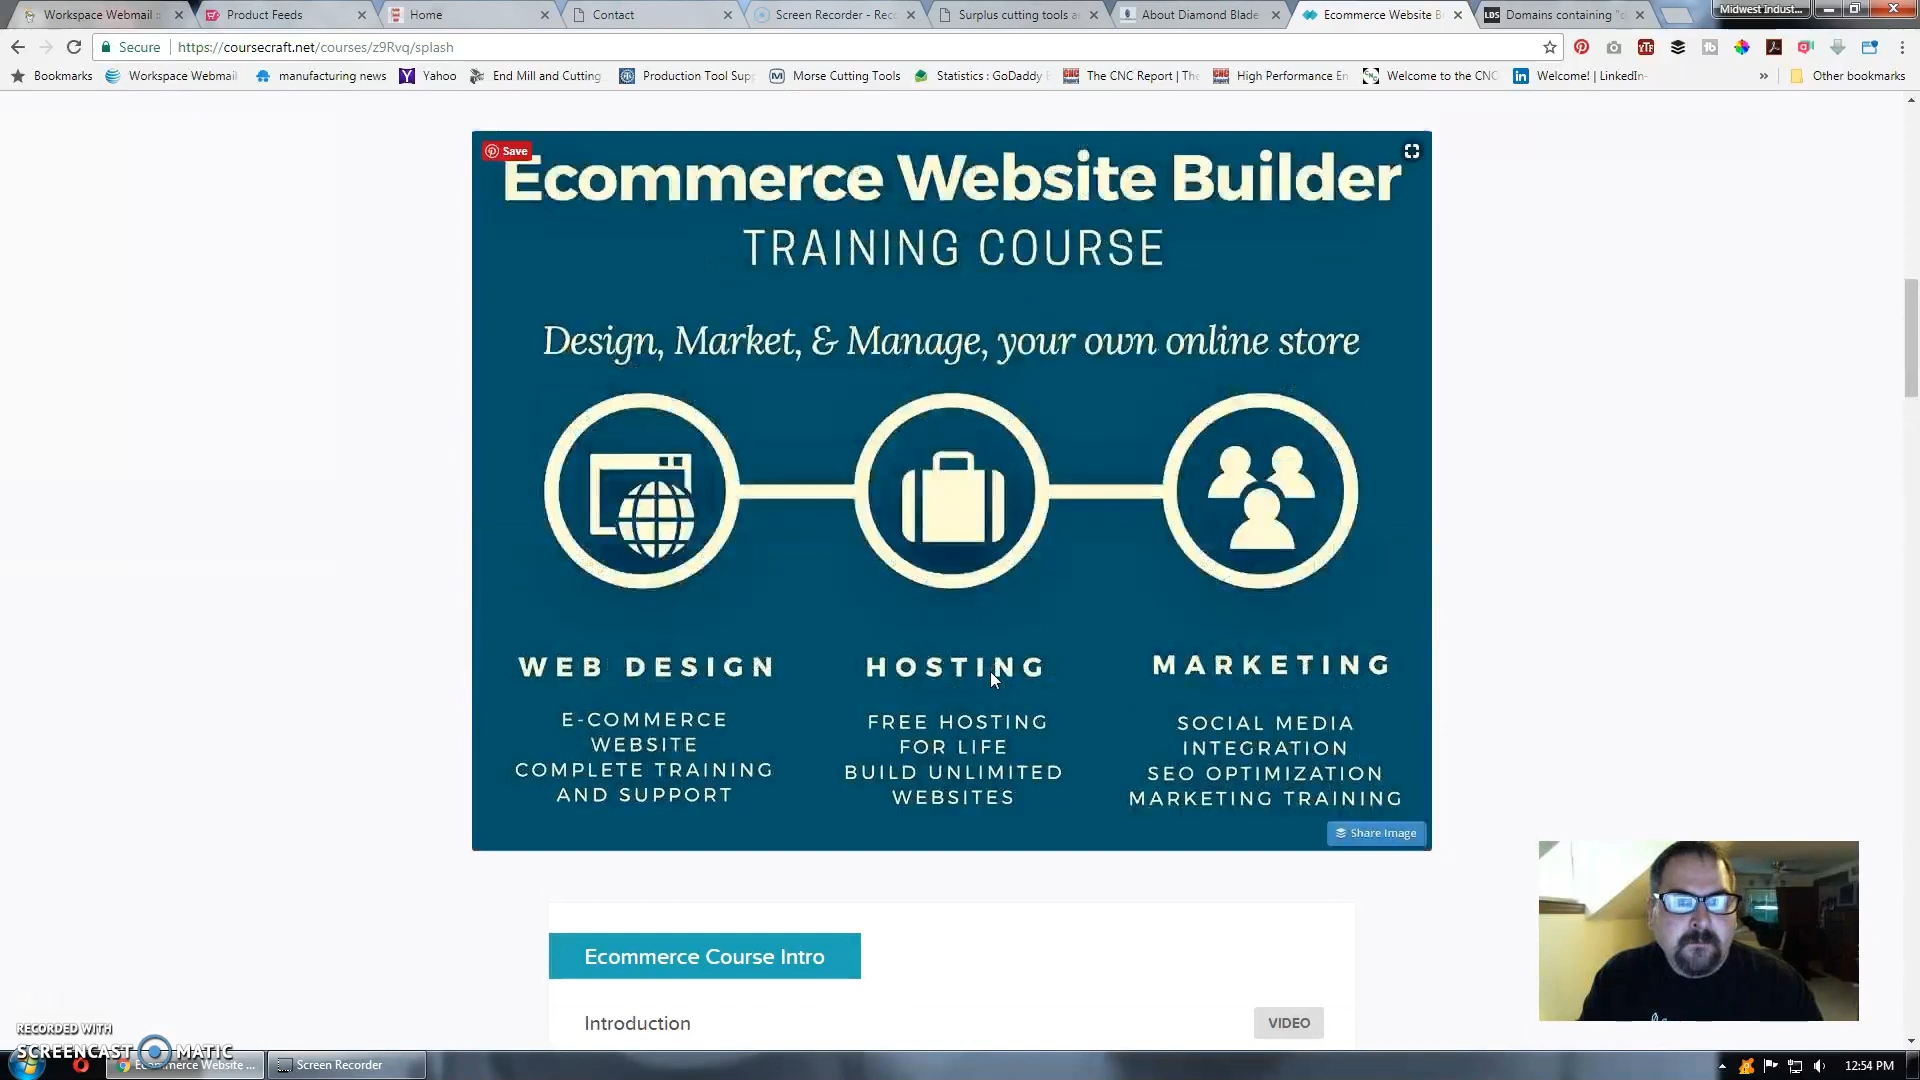 Workspace Webmail :
Product Feeds
Home
Contact
Screen Recorder - Reco
Surplus cutting tools a
About Diamond Blade
Ecommerce Website B
Domains containing "d
Midwest Indust...
Secure
https://coursecraft.net/courses/z9Rvq/splash
Bookmarks
Workspace Webmail
manufacturing news
Yahoo
End Mill and Cutting
Production Tool Sup
Morse Cutting Tools
Statistics : GoDaddy
The CNC Report | The
High Performance En
Welcome to the CNC
Welcome! | LinkedIn
Other bookmarks
Save
Ecommerce Website Builder
TRAINING COURSE
Design, Market, & Manage, your own online store
WEB DESIGN
E-COMMERCE
WEBSITE
COMPLETE TRAINING
AND SUPPORT
HOSTING
FREE HOSTING
FOR LIFE
BUILD UNLIMITED
WEBSITES
MARKETING
SOCIAL MEDIA
INTEGRATION
SEO OPTIMIZATION
MARKETING TRAINING
Share Image
Ecommerce Course Intro
Introduction
VIDEO
RECORDED WITH
SCREENCAST MATIC
Ecommerce Website ...
Screen Recorder
12:54 PM